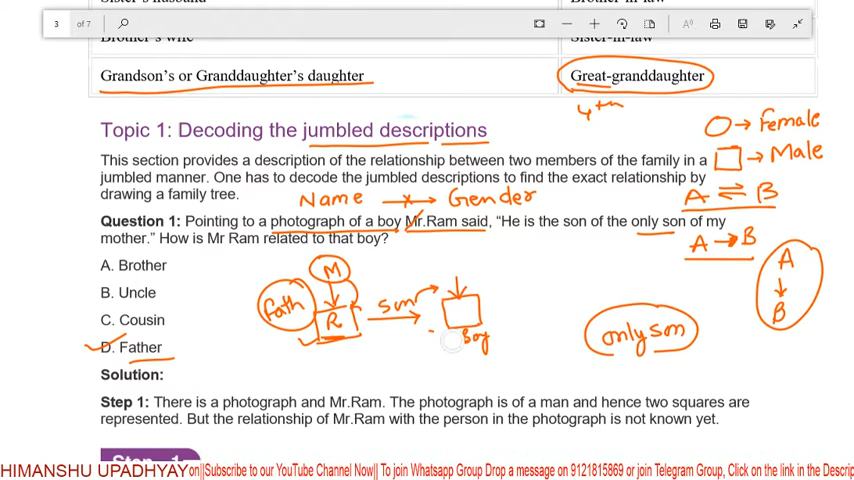 3 of 7
Sister's husband Brother-in-law
Brother's wife Sister-in-law
Grandson's or Granddaughter's daughter Great-granddaughter
4th
Topic 1: Decoding the jumbled descriptions
→ Female
→ Male
This section provides a description of the relationship between two members of the family in a
jumbled manner. One has to decode the jumbled descriptions to find the exact relationship by
drawing a family tree.
Name Gender
A ⇌ B
Question 1: Pointing to a photograph of a boy Mr.Ram said, “He is the son of the only son of my
mother.” How is Mr Ram related to that boy?
A → B
A. Brother
B. Uncle
C. Cousin
D. Father
M
Fath
R
son
Boy
only son
A
↓
B
Solution:
Step 1: There is a photograph and Mr.Ram. The photograph is of a man and hence two squares are
represented. But the relationship of Mr.Ram with the person in the photograph is not known yet.
Step 1
HIMANSHU UPADHYAY on||Subscribe to our YouTube Channel Now|| To join Whatsapp Group Drop a message on 9121815869 or join Telegram Group, Click on the link in the Descrip